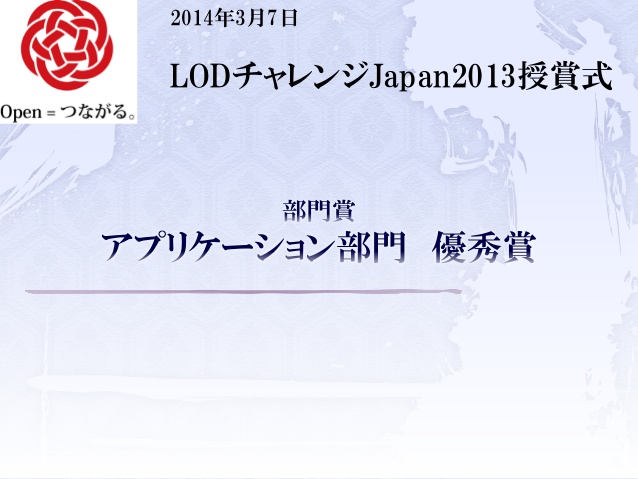 2014年3月7日
LODチャレンジJapan2013授賞式
Open = つながる。
部門賞
アプリケーション部門　優秀賞